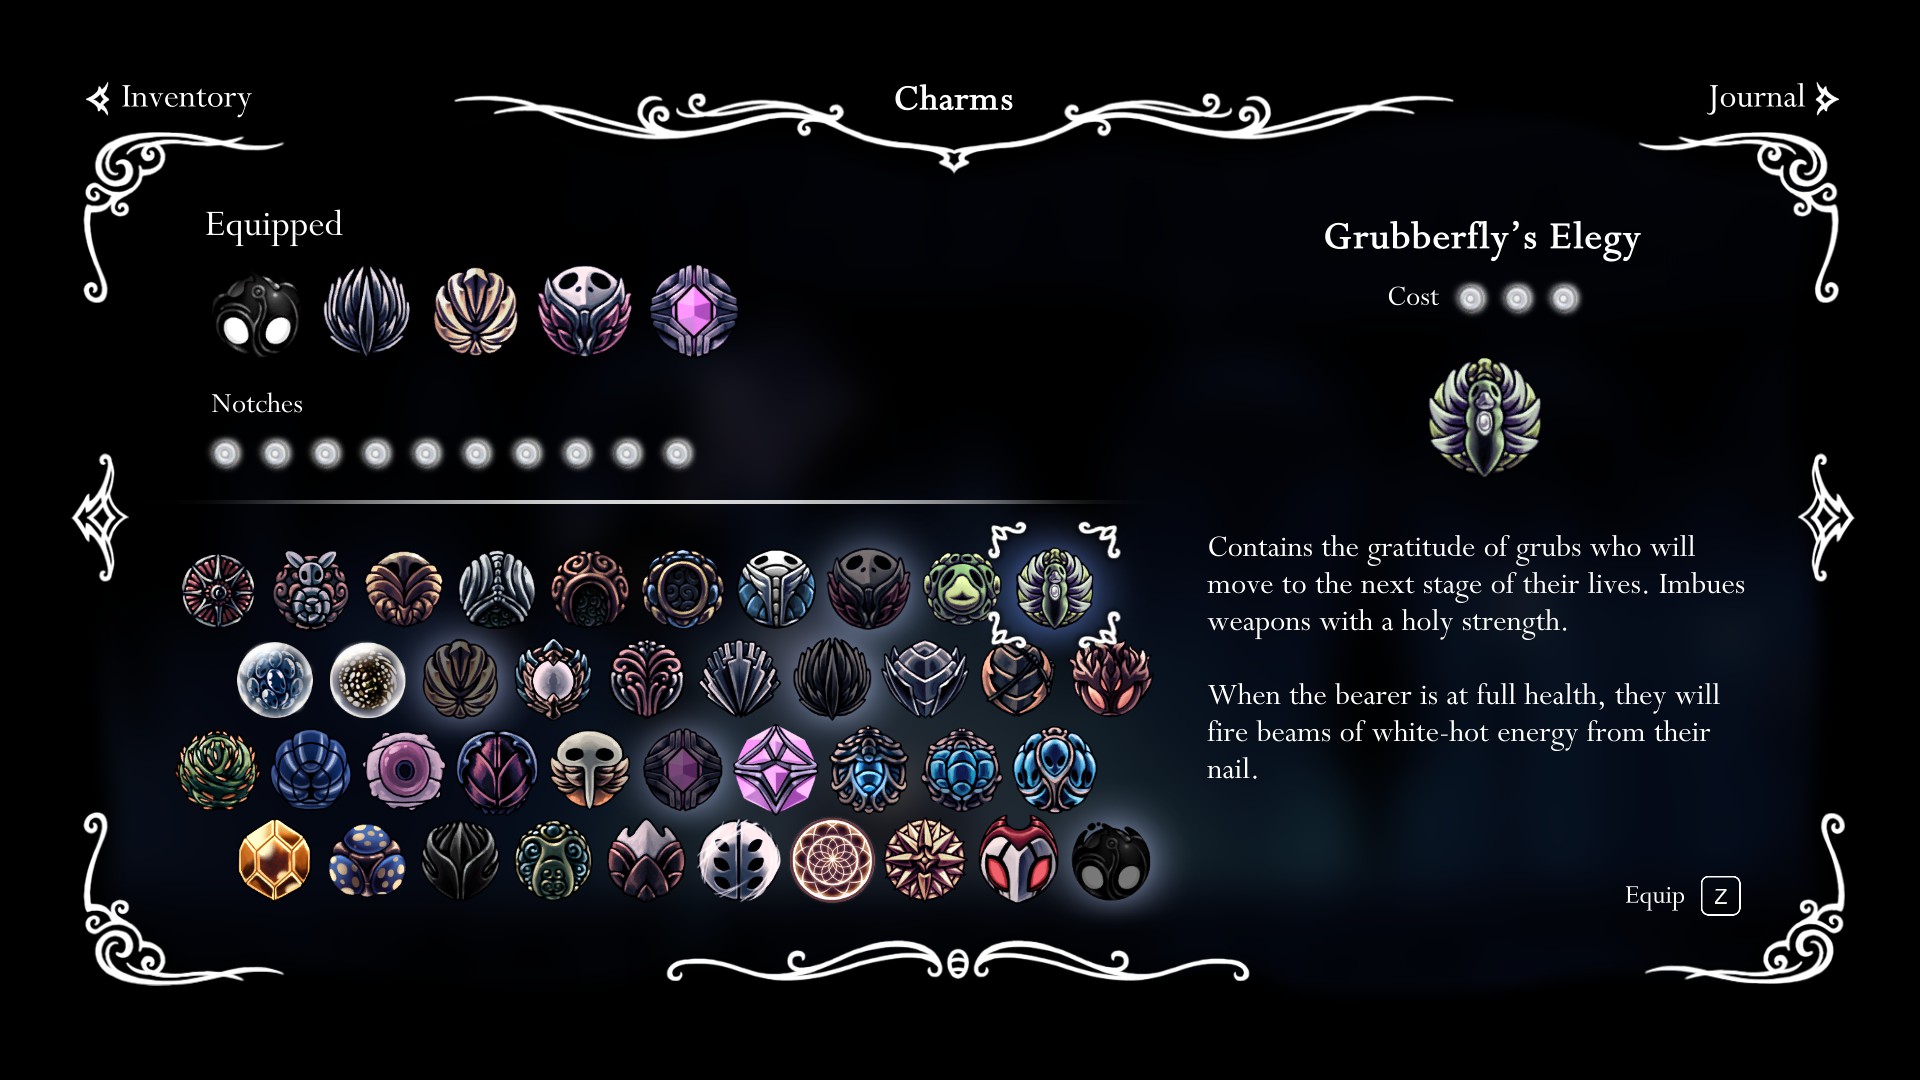 Inventory
Charms
Journal
Equipped
Grubberfly's Elegy
Cost
Notches
Contains the gratitude of grubs who will
move to the next stage of their lives. Imbues
weapons with a holy strength.
When the bearer is at full health, they will
fire beams of white-hot energy from their
nail.
Equip Z